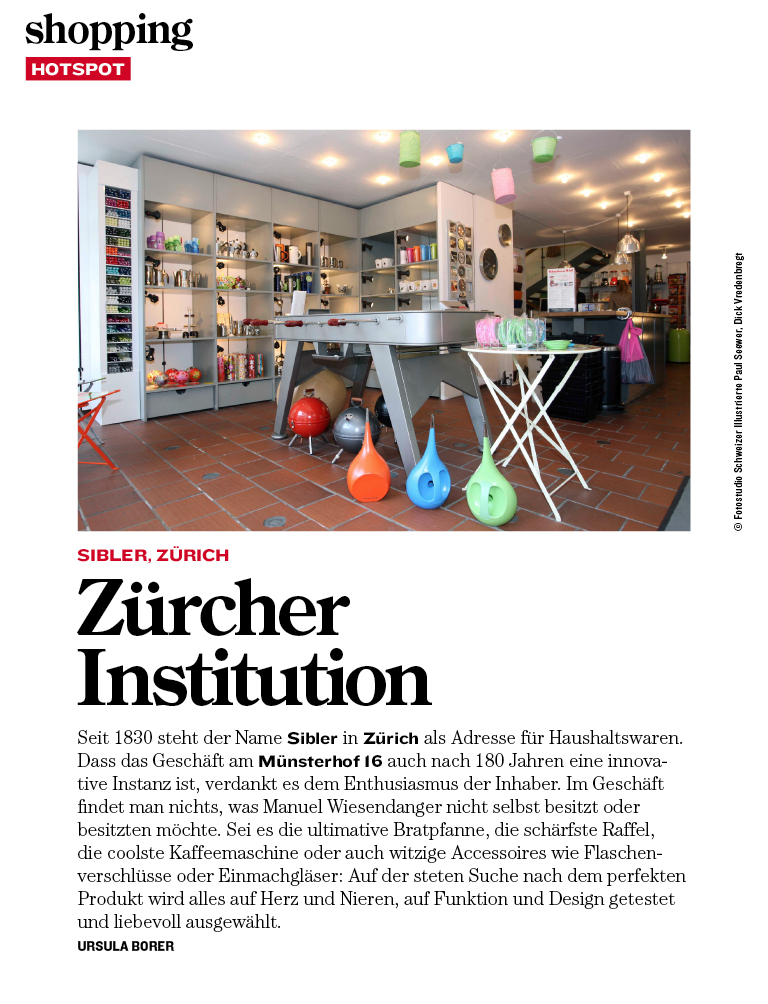 shopping
HOTSPOT
© Fotostudio Schweizer Illustrierte Paul Seewer, Dick Vredenbregt
SIBLER, ZÜRICH
Zürcher
Institution
Seit 1830 steht der Name Sibler in Zürich als Adresse für Haushaltswaren.
Dass das Geschäft am Münsterhof 16 auch nach 180 Jahren eine innova-
tive Instanz ist, verdankt es dem Enthusiasmus der Inhaber. Im Geschäft
findet man nichts, was Manuel Wiesendanger nicht selbst besitzt oder
besitzten möchte. Sei es die ultimative Bratpfanne, die schärfste Raffel,
die coolste Kaffeemaschine oder auch witzige Accessoires wie Flaschen-
verschlüsse oder Einmachgläser: Auf der steten Suche nach dem perfekten
Produkt wird alles auf Herz und Nieren, auf Funktion und Design getestet
und liebevoll ausgewählt.
URSULA BORER